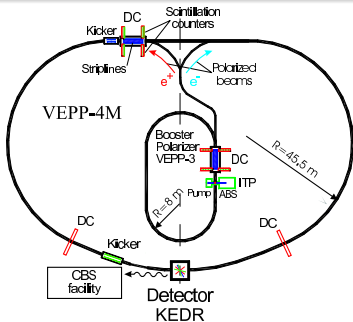 DC
Scintillation
counters
Kicker
Striplines
e+
e-
Polarized
beams
VEPP-4M
Booster
Polarizer
VEPP-3
DC
R=45,5 m
Pump
ITP
ABS
R=8 m
DC
DC
Kicker
CBS
facility
Detector
KEDR